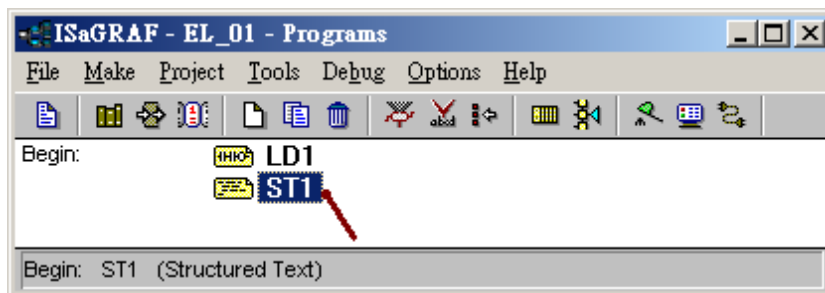 ISaGRAF - EL_01 - Programs
File Make Project Tools Debug Options Help
Begin: LD1
ST1
Begin: ST1 (Structured Text)